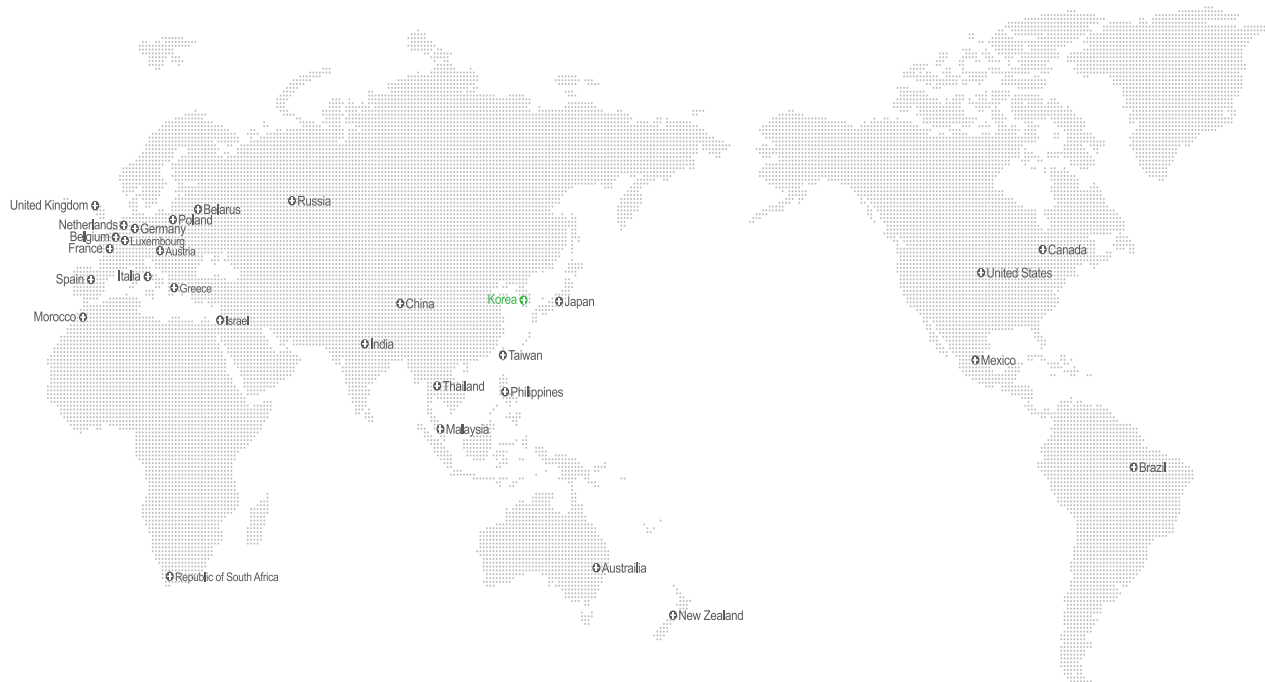 United Kingdom
Belarus
Russia
Poland
Netherlands
Germany
Belgium
Luxembourg
France
Austria
Canada
United States
Spain
Italia
Greece
Korea
Japan
China
Morocco
Israel
India
Taiwan
Mexico
Thailand
Philippines
Malaysia
Brazil
Austrailia
Republic of South Africa
New Zealand